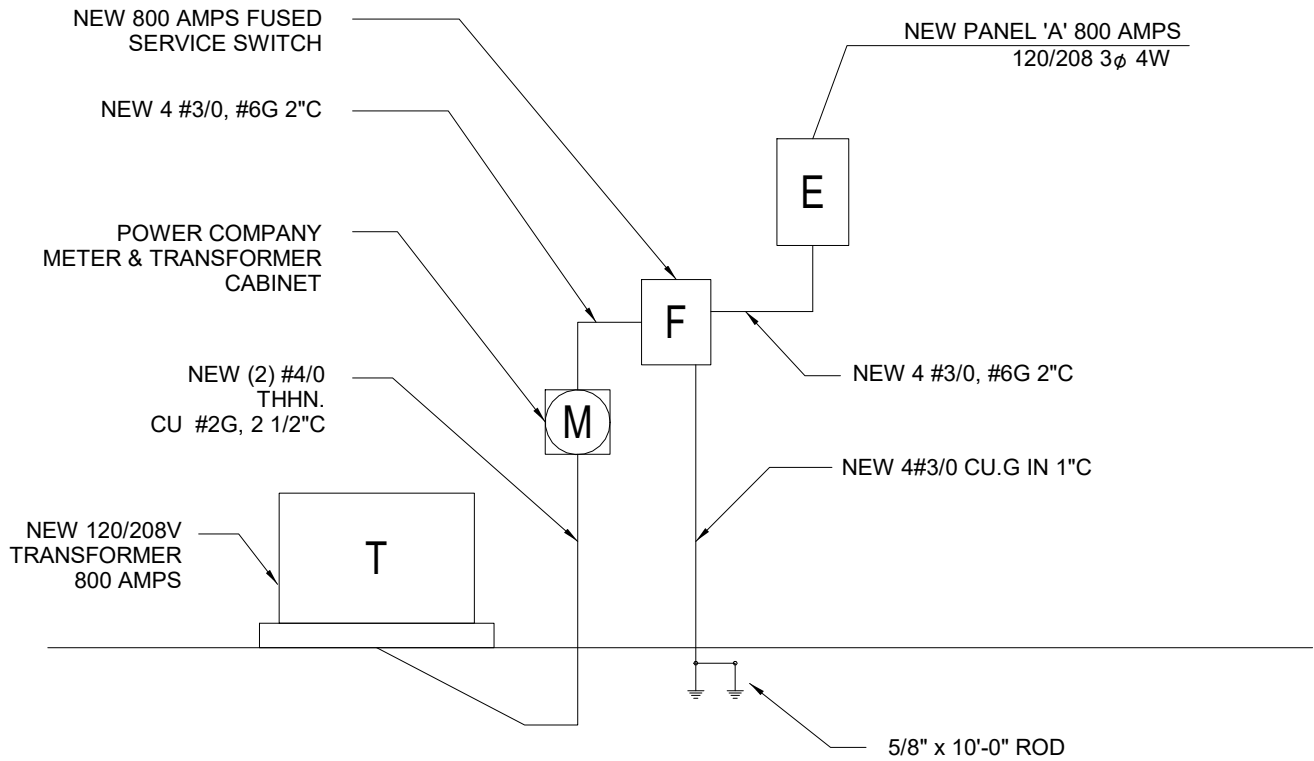 NEW 800 AMPS FUSED
SERVICE SWITCH
NEW PANEL 'A' 800 AMPS
120/208 3ϕ 4W
NEW 4 #3/0, #6G 2"C
E
POWER COMPANY
METER & TRANSFORMER
CABINET
F
NEW (2) #4/0
THHN.
CU #2G, 2 1/2"C
NEW 4 #3/0, #6G 2"C
M
NEW 4#3/0 CU.G IN 1"C
NEW 120/208V
TRANSFORMER
800 AMPS
T
5/8" x 10'-0" ROD